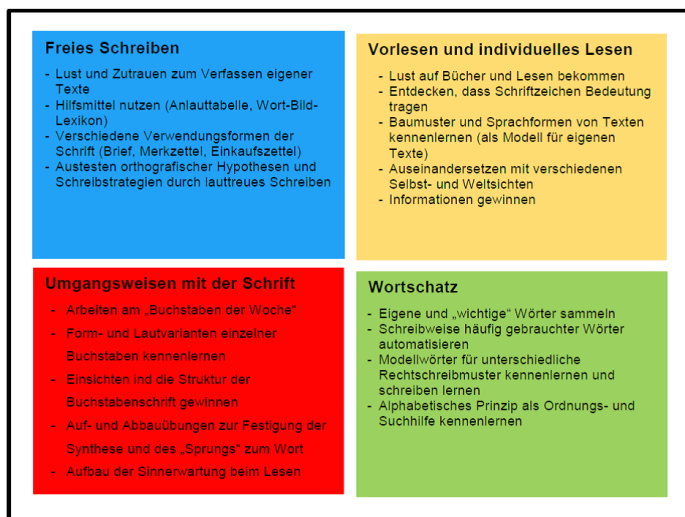 Freies Schreiben
- Lust und Zutrauen zum Verfassen eigener
Texte
- Hilfsmittel nutzen (Anlauttabelle, Wort-Bild-
Lexikon)
- Verschiedene Verwendungsformen der
Schrift (Brief, Merkzettel, Einkaufszettel)
- Austesten orthografischer Hypothesen und
Schreibstrategien durch lauttreues Schreiben
Vorlesen und individuelles Lesen
- Lust auf Bücher und Lesen bekommen
- Entdecken, dass Schriftzeichen Bedeutung
tragen
- Baumuster und Sprachformen von Texten
kennenlernen (als Modell für eigenen
Texte)
- Auseinandersetzen mit verschiedenen
Selbst- und Weltsichten
- Informationen gewinnen
Umgangsweisen mit der Schrift
- Arbeiten am „Buchstaben der Woche“
- Form- und Lautvarianten einzelner
Buchstaben kennenlernen
- Einsichten ind die Struktur der
Buchstabenschrift gewinnen
- Auf- und Abbauübungen zur Festigung der
Synthese und des „Sprungs“ zum Wort
- Aufbau der Sinnerwartung beim Lesen
Wortschatz
- Eigene und „wichtige“ Wörter sammeln
- Schreibweise häufig gebrauchter Wörter
automatisieren
- Modellwörter für unterschiedliche
Rechtschreibmuster kennenlernen und
schreiben lernen
- Alphabetisches Prinzip als Ordnungs- und
Suchhilfe kennenlernen